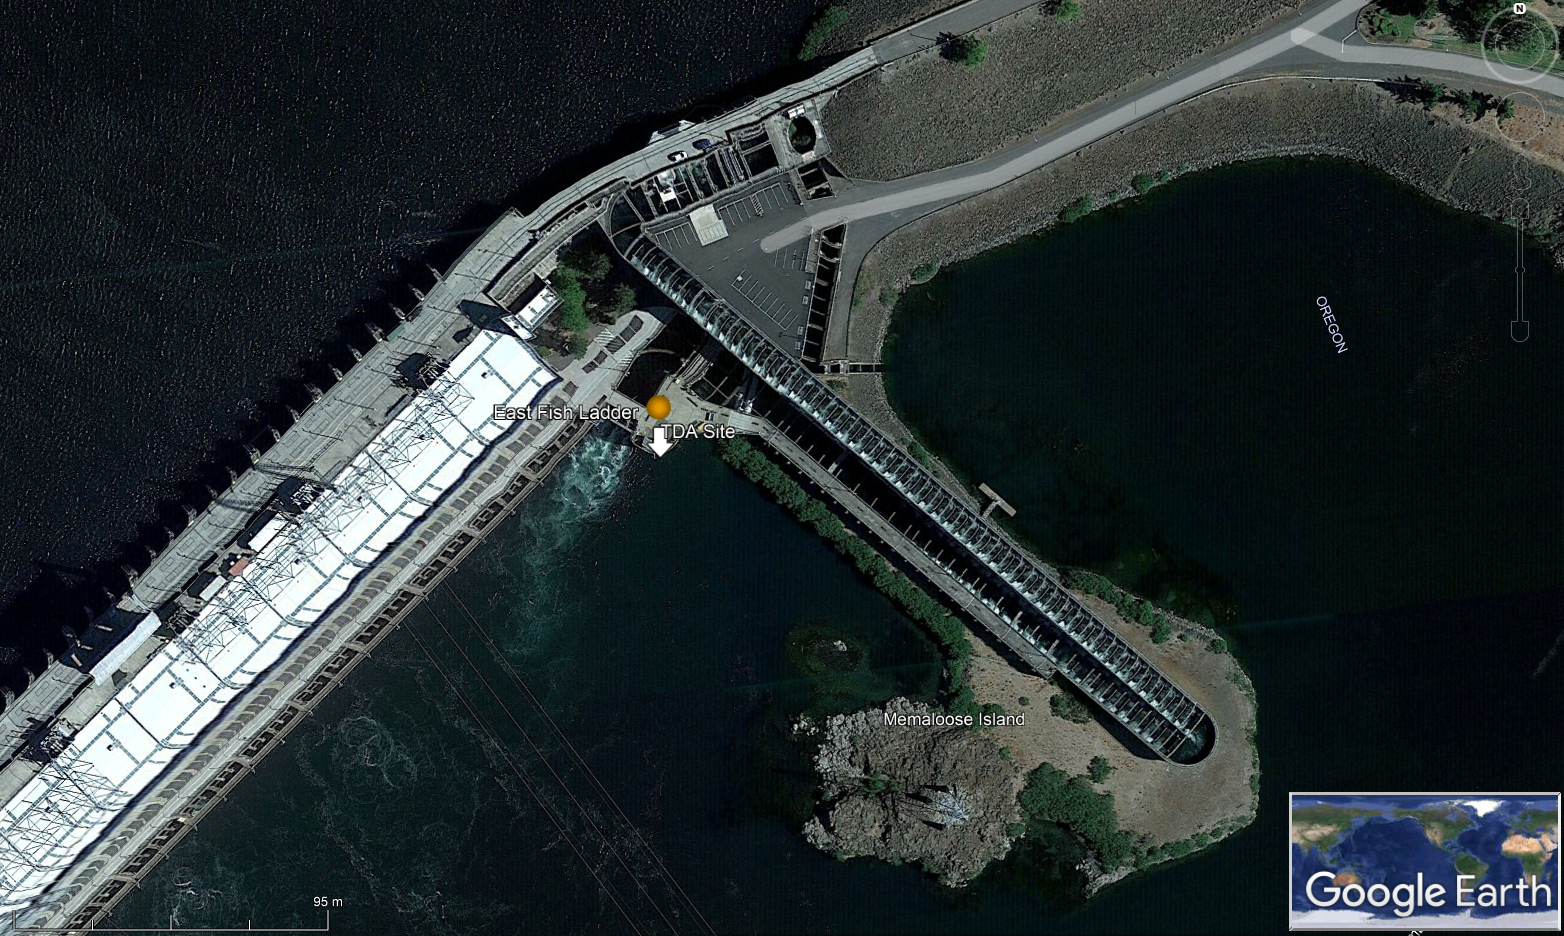 N
OREGON
East Fish Ladder
TDA Site
Memaloose Island
95 m
Google Earth